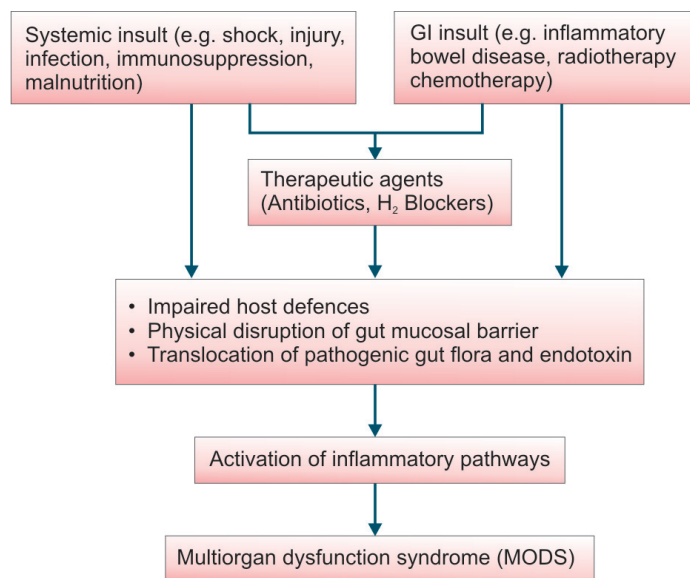 Systemic insult (e.g. shock, injury,
infection, immunosuppression,
malnutrition)
GI insult (e.g. inflammatory
bowel disease, radiotherapy
chemotherapy)
Therapeutic agents
(Antibiotics, H₂ Blockers)
• Impaired host defences
• Physical disruption of gut mucosal barrier
• Translocation of pathogenic gut flora and endotoxin
Activation of inflammatory pathways
Multiorgan dysfunction syndrome (MODS)